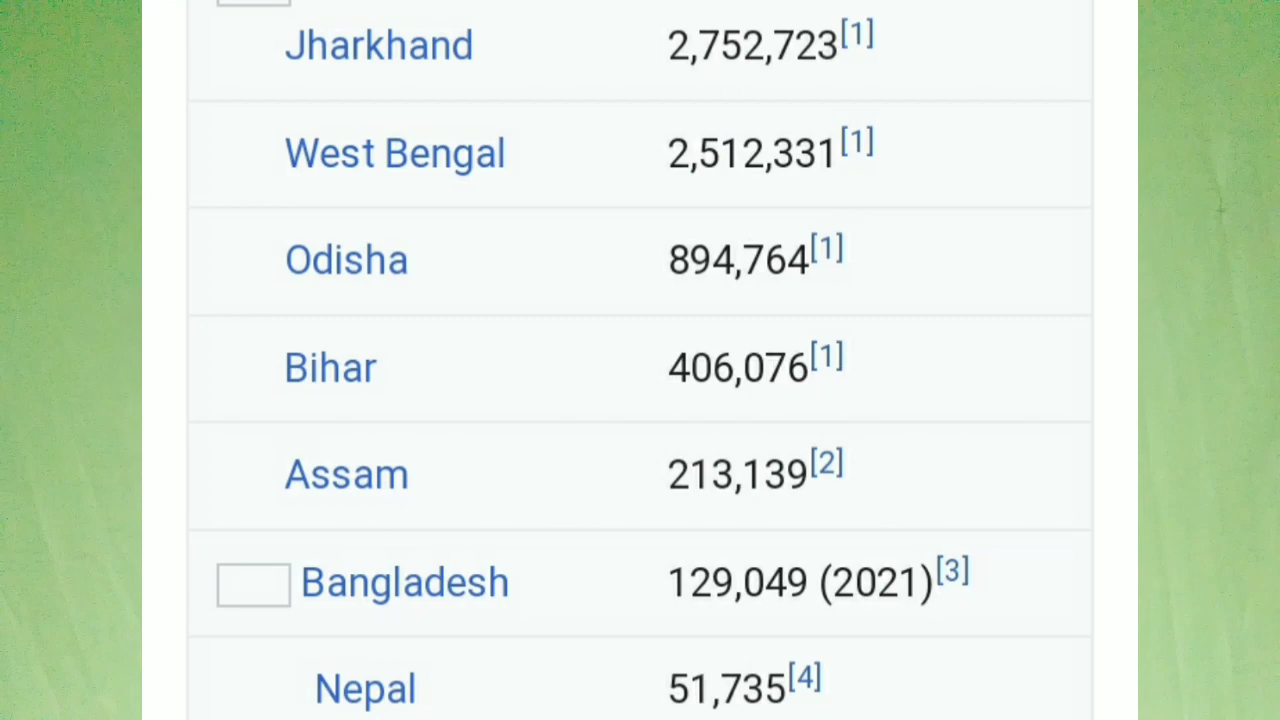 Jharkhand 2,752,723[1]
West Bengal 2,512,331[1]
Odisha 894,764[1]
Bihar 406,076[1]
Assam 213,139[2]
Bangladesh 129,049 (2021)[3]
Nepal 51,735[4]